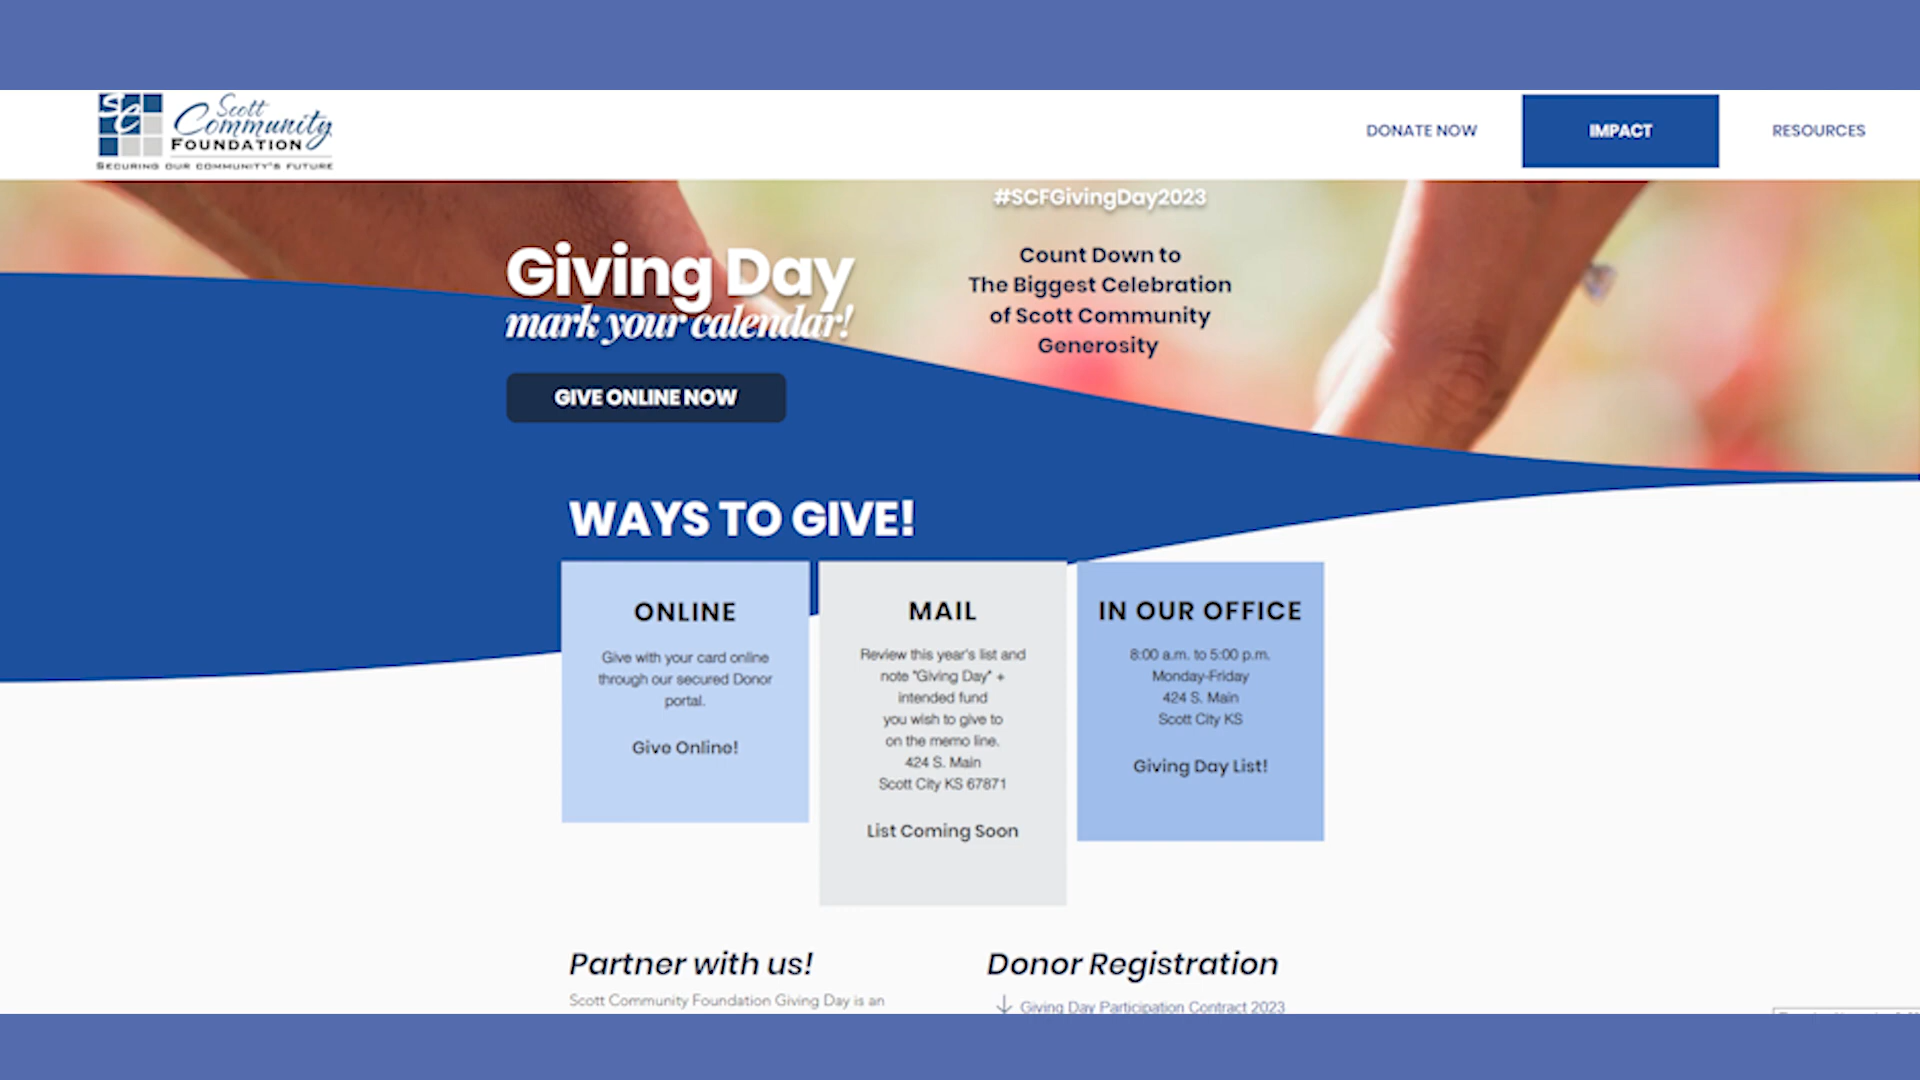 SC
Scott
Community
FOUNDATION
SECURING OUR COMMUNITY'S FUTURE
DONATE NOW
IMPACT
RESOURCES
#SCFGivingDay2023
Giving Day
mark your calendar!
Count Down to
The Biggest Celebration
of Scott Community
Generosity
GIVE ONLINE NOW
WAYS TO GIVE!
ONLINE
Give with your card online
through our secured Donor
portal.
Give Online!
MAIL
Review this year's list and
note "Giving Day" +
intended fund
you wish to give to
on the memo line.
424 S. Main
Scott City KS 67871
List Coming Soon
IN OUR OFFICE
8:00 a.m. to 5:00 p.m.
Monday-Friday
424 S. Main
Scott City KS
Giving Day List!
Partner with us!
Scott Community Foundation Giving Day is an
Donor Registration
Giving Day Participation Contract 2023